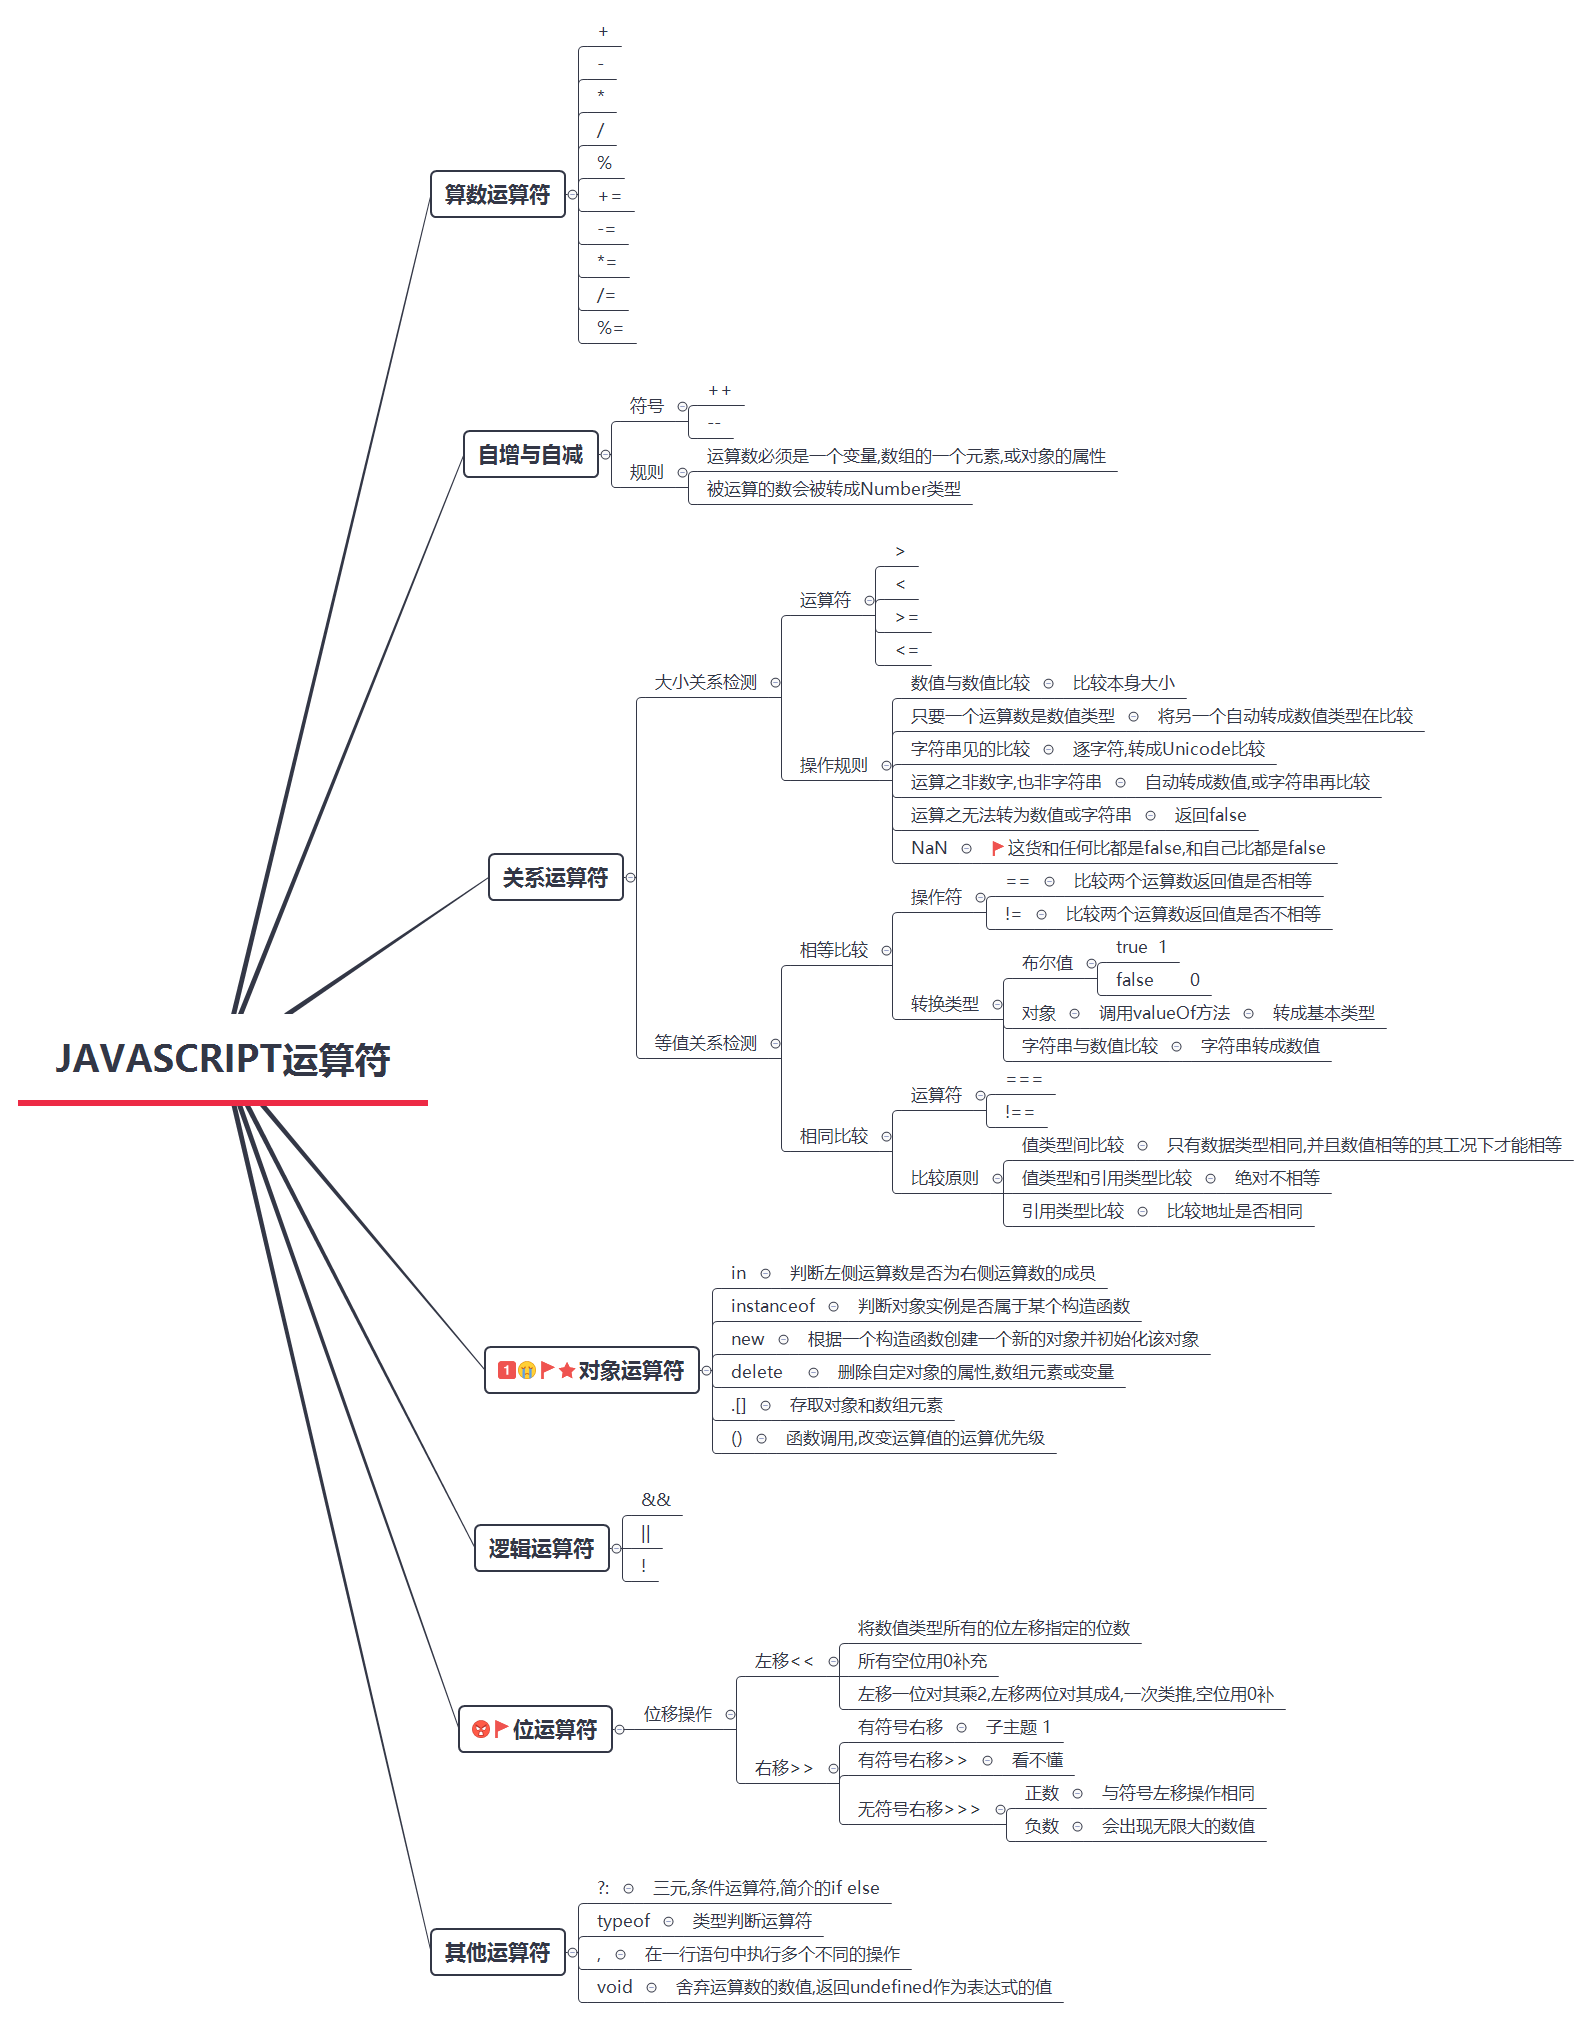 JAVASCRIPT运算符
算数运算符
+
-
*
/
%
+=
-=
*=
/=
%=
自增与自减
符号
++
--
规则
运算数必须是一个变量,数组的一个元素,或对象的属性
被运算的数会被转成Number类型
关系运算符
大小关系检测
运算符
>
<
>=
<=
操作规则
数值与数值比较 比较本身大小
只要一个运算数是数值类型 将另一个自动转成数值类型在比较
字符串见的比较 逐字符,转成Unicode比较
运算之非数字,也非字符串 自动转成数值,或字符串再比较
运算之无法转为数值或字符串 返回false
NaN 这货和任何比都是false,和自己比都是false
等值关系检测
相等比较
操作符
== 比较两个运算数返回值是否相等
!= 比较两个运算数返回值是否不相等
转换类型
布尔值
true 1
false 0
对象 调用valueOf方法 转成基本类型
字符串与数值比较 字符串转成数值
相同比较
运算符
===
!==
比较原则
值类型间比较 只有数据类型相同,并且数值相等的其工况下才能相等
值类型和引用类型比较 绝对不相等
引用类型比较 比较地址是否相同
1 对象运算符
in 判断左侧运算数是否为右侧运算数的成员
instanceof 判断对象实例是否属于某个构造函数
new 根据一个构造函数创建一个新的对象并初始化该对象
delete 删除自定对象的属性,数组元素或变量
.[] 存取对象和数组元素
() 函数调用,改变运算值的运算优先级
逻辑运算符
&&
||
!
位运算符
位移操作
左移<<
将数值类型所有的位左移指定的位数
所有空位用0补充
左移一位对其乘2,左移两位对其成4,一次类推,空位用0补
右移>>
有符号右移 子主题 1
有符号右移>> 看不懂
无符号右移>>>
正数 与符号左移操作相同
负数 会出现无限大的数值
其他运算符
?: 三元,条件运算符,简介的if else
typeof 类型判断运算符
, 在一行语句中执行多个不同的操作
void 舍弃运算数的数值,返回undefined作为表达式的值